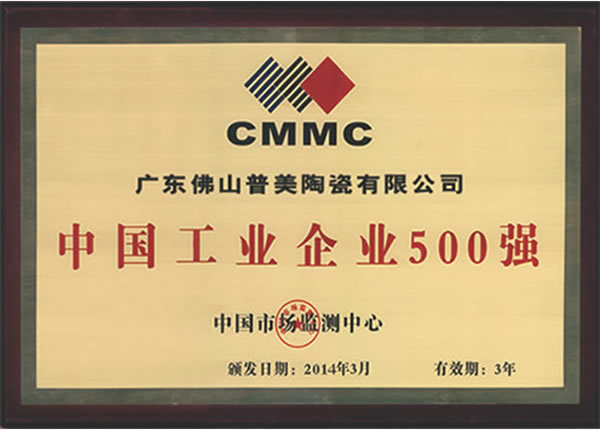 CMMC
广东佛山普美陶瓷有限公司
中国工业企业500强
中国市场监测中心
颁发日期：2014年3月 有效期：3年